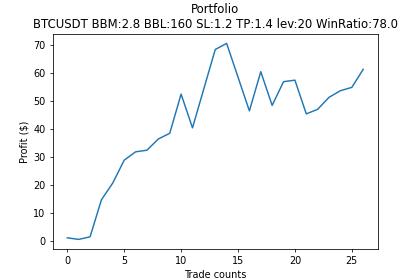 Portfolio
BTCUSDT BBM:2.8 BBL:160 SL:1.2 TP:1.4 lev:20 WinRatio:78.0
70
60
50
40
30
20
10
0
Profit ($)
0 5 10 15 20 25
Trade counts